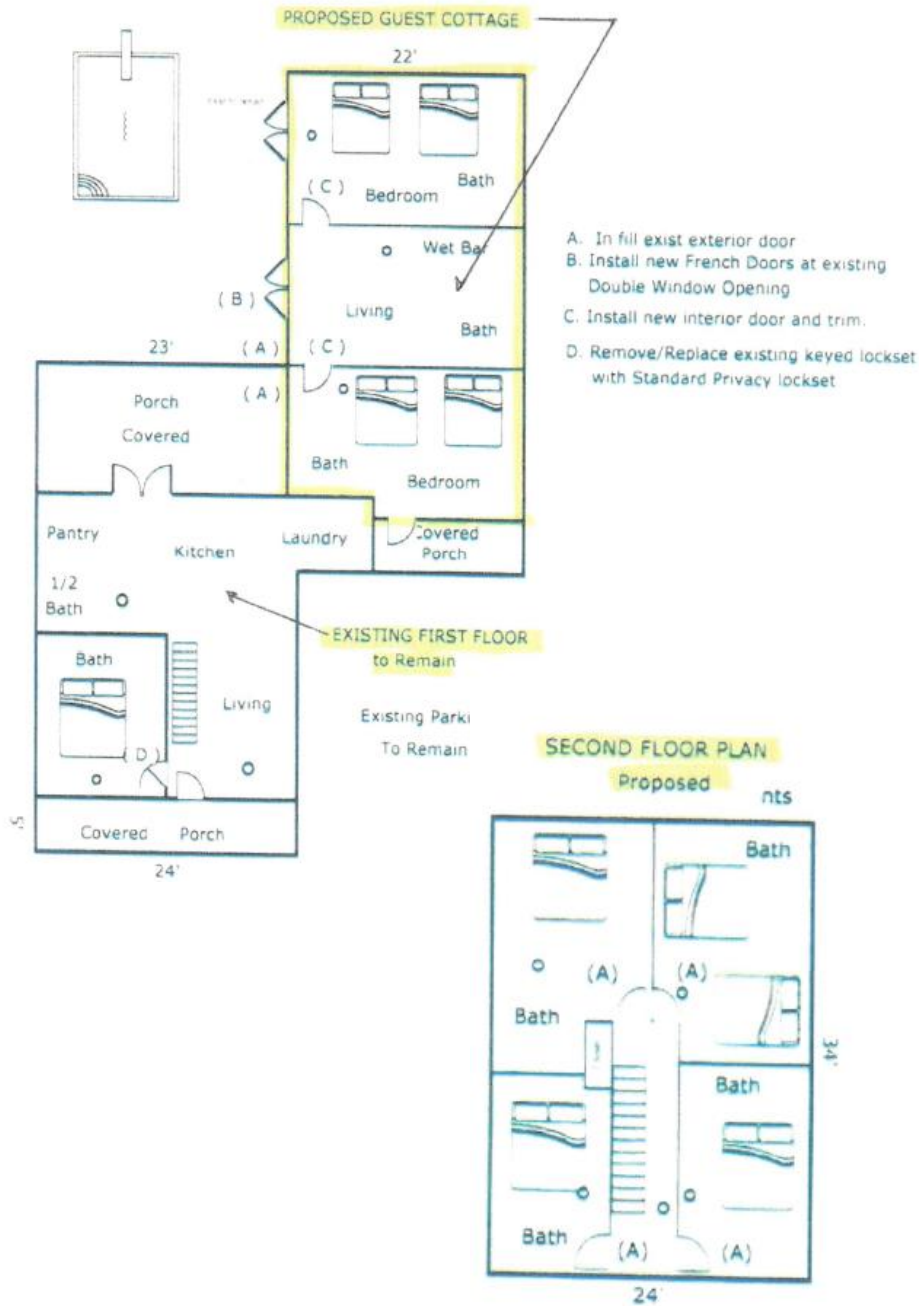 PROPOSED GUEST COTTAGE
22'
Bath
( C )
Bedroom
Wet Bar
( B )
Living
Bath
23'
( A )
( C )
( A )
Porch
Covered
Bath
Bedroom
Covered
Porch
A. In fill exist exterior door
B. Install new French Doors at existing
Double Window Opening
C. Install new interior door and trim.
D. Remove/Replace existing keyed lockset
with Standard Privacy lockset
Pantry
Kitchen
Laundry
1/2
Bath
EXISTING FIRST FLOOR
to Remain
Bath
Living
( D )
Existing Parki
To Remain
Covered Porch
24'
SECOND FLOOR PLAN
Proposed
nts
Bath
(A)
(A)
Bath
34'
Bath
Bath
(A)
(A)
24'